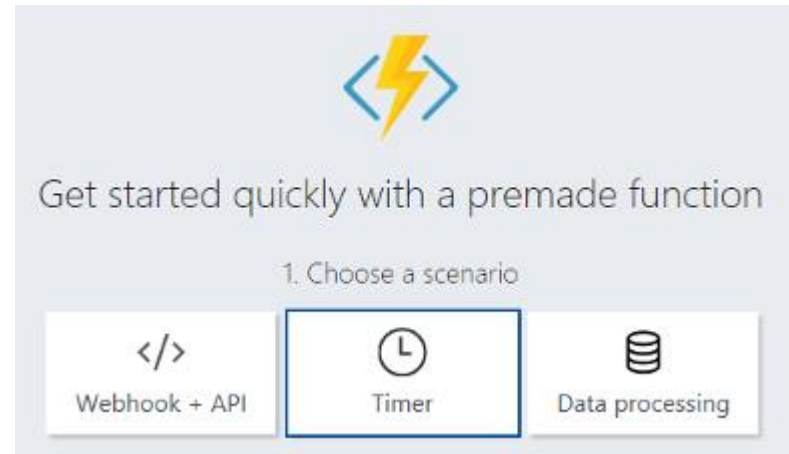 Get started quickly with a premade function
1. Choose a scenario
</> Webhook + API
Timer
Data processing